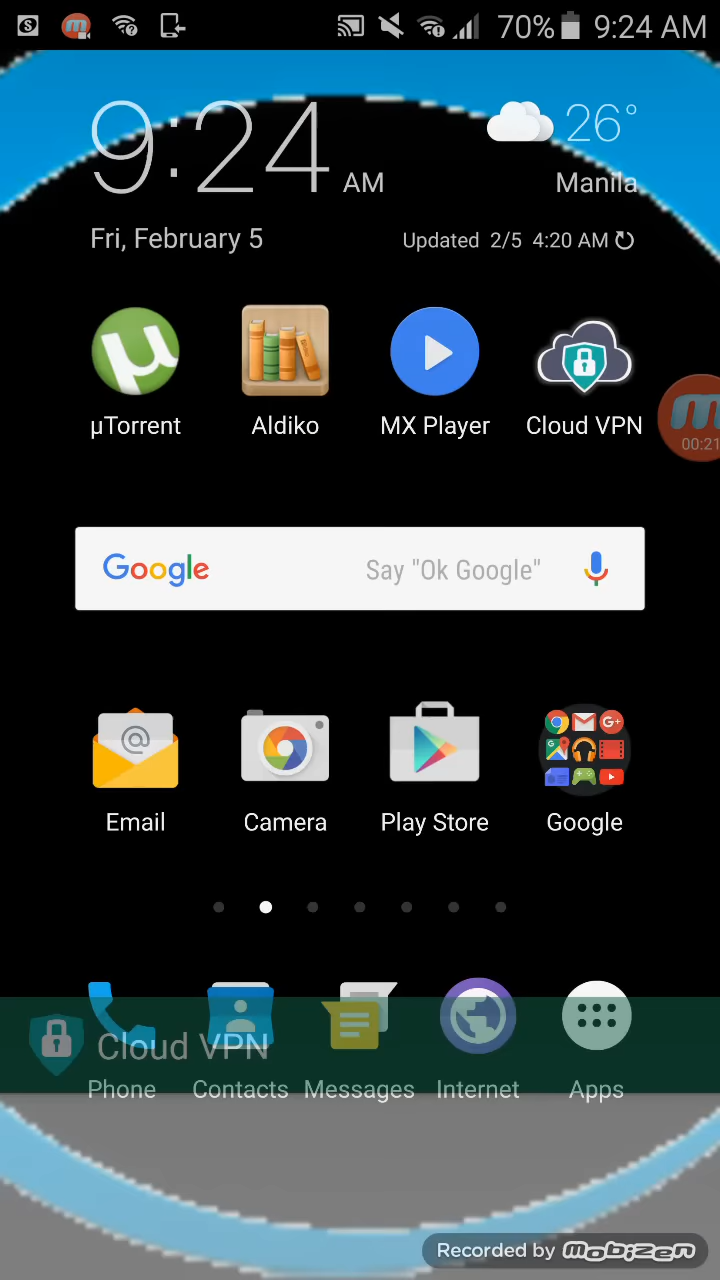 70% 9:24 AM
9:24 AM
26°
Manila
Fri, February 5
Updated 2/5 4:20 AM
µTorrent
Aldiko
MX Player
Cloud VPN
00:21
Google
Say "Ok Google"
Email
Camera
Play Store
Google
Cloud VPN
Phone
Contacts
Messages
Internet
Apps
Recorded by mobizen